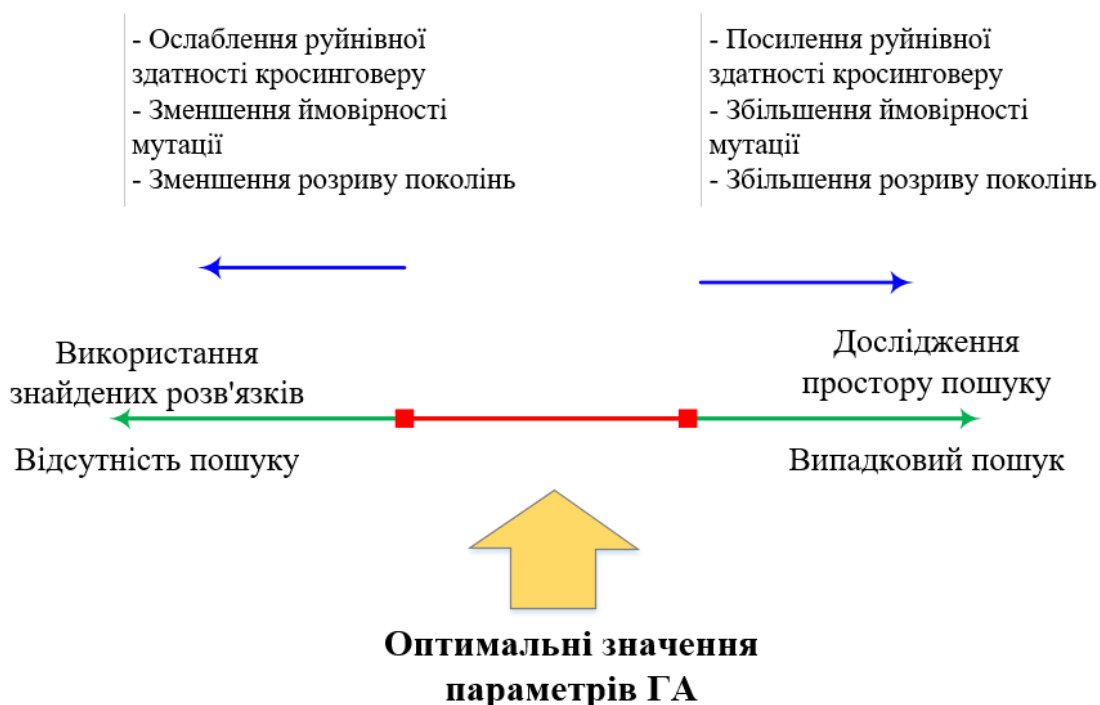 - Ослаблення руйнівної
здатності кросинговеру
- Зменшення ймовірності
мутації
- Зменшення розриву поколінь
- Посилення руйнівної
здатності кросинговеру
- Збільшення ймовірності
мутації
- Збільшення розриву поколінь
Використання
знайдених розв'язків
Дослідження
простору пошуку
Відсутність пошуку
Випадковий пошук
Оптимальні значення
параметрів ГА